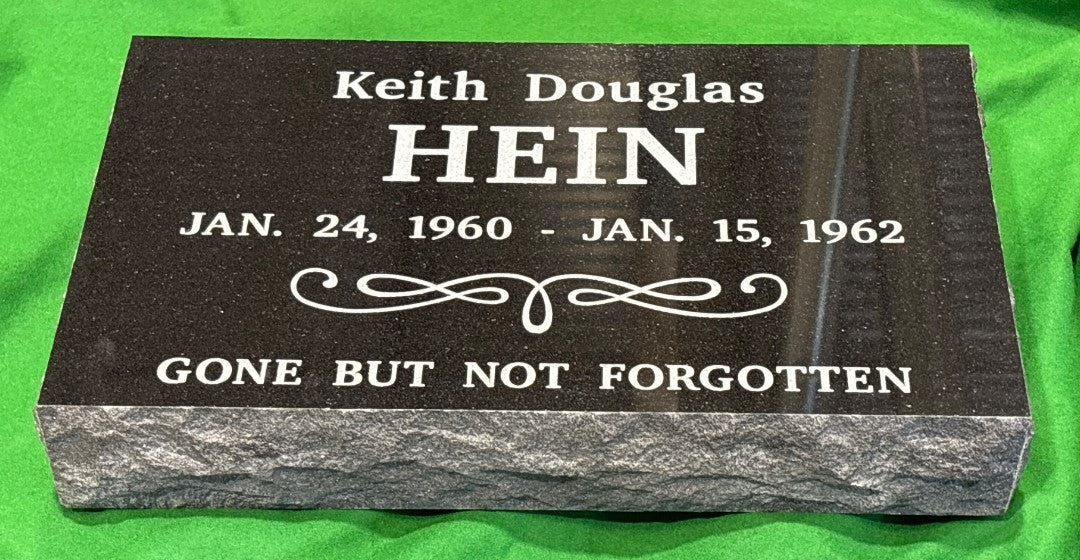 Keith Douglas
HEIN
JAN. 24, 1960 - JAN. 15, 1962
GONE BUT NOT FORGOTTEN